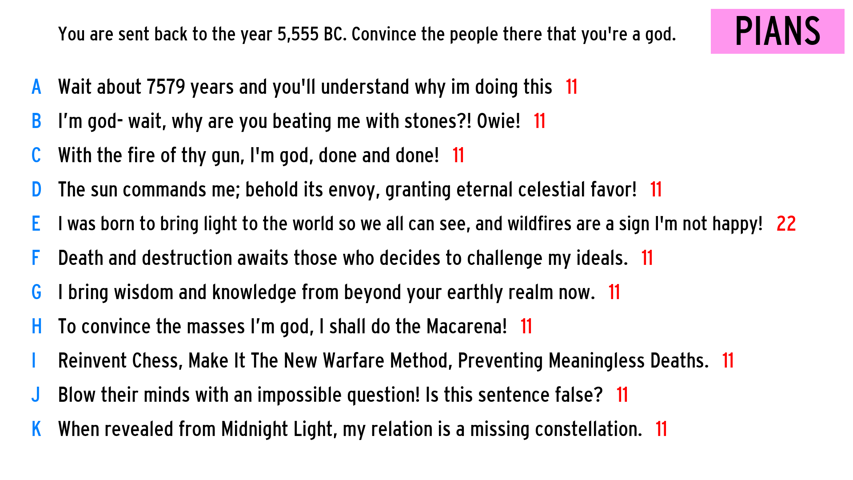 You are sent back to the year 5,555 BC. Convince the people there that you're a god.
PIANS
A Wait about 7579 years and you'll understand why im doing this 11
B I'm god- wait, why are you beating me with stones?! Owie! 11
C With the fire of thy gun, I'm god, done and done! 11
D The sun commands me; behold its envoy, granting eternal celestial favor! 11
E I was born to bring light to the world so we all can see, and wildfires are a sign I'm not happy! 22
F Death and destruction awaits those who decides to challenge my ideals. 11
G I bring wisdom and knowledge from beyond your earthly realm now. 11
H To convince the masses I'm god, I shall do the Macarena! 11
I Reinvent Chess, Make It The New Warfare Method, Preventing Meaningless Deaths. 11
J Blow their minds with an impossible question! Is this sentence false? 11
K When revealed from Midnight Light, my relation is a missing constellation. 11